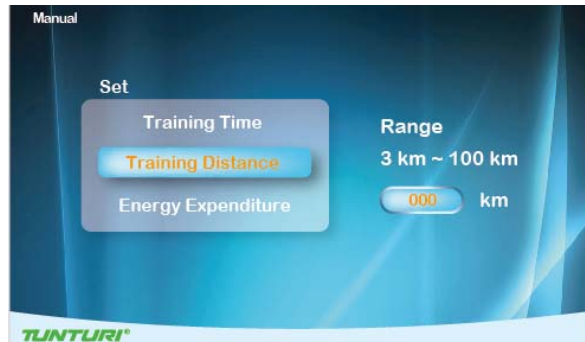 Manual
Set
Training Time
Training Distance
Energy Expenditure
Range
3 km ~ 100 km
000 km
TUNTURI®